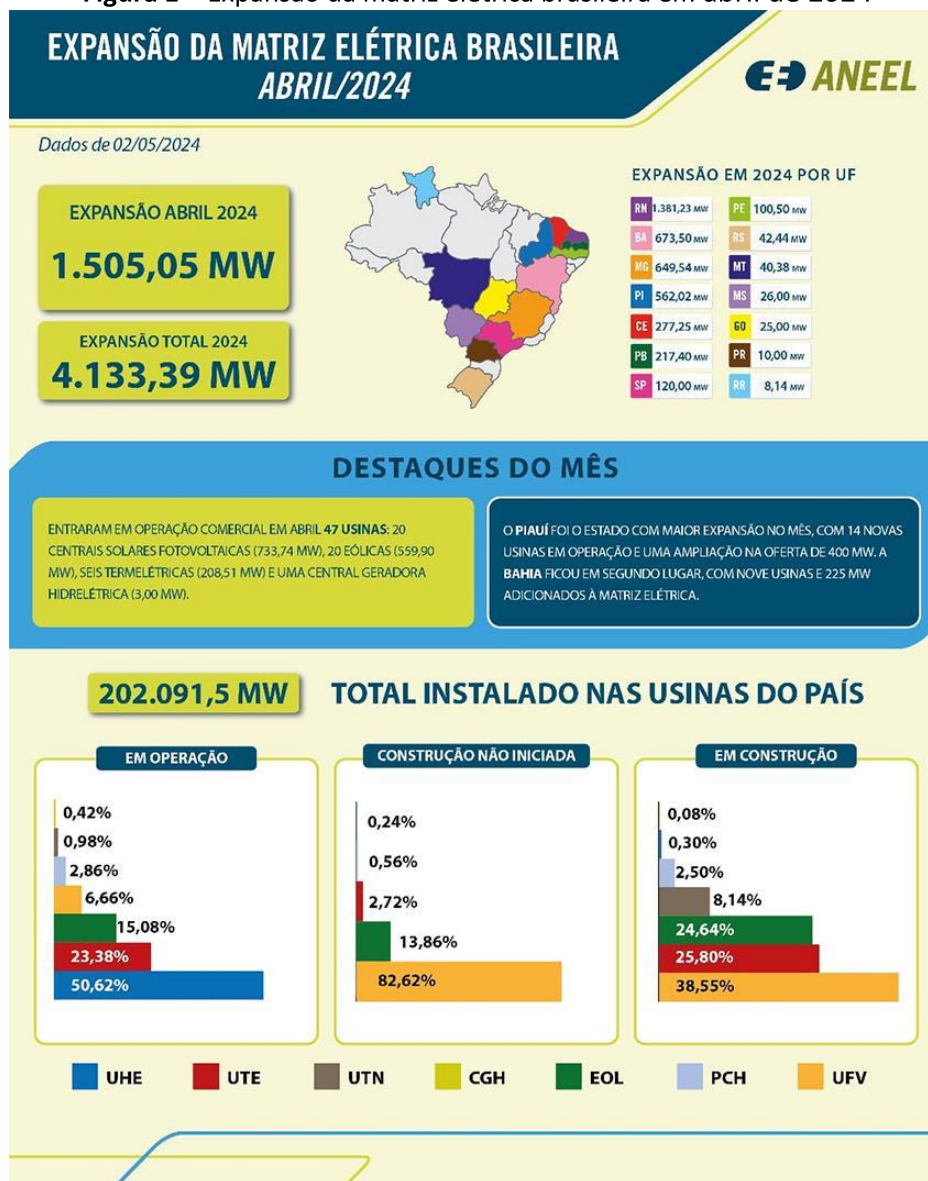 Figura 1 – Expansão da matriz elétrica brasileira em abril de 2024
EXPANSÃO DA MATRIZ ELÉTRICA BRASILEIRA
ABRIL/2024
ANEEL
Dados de 02/05/2024
EXPANSÃO ABRIL 2024
1.505,05 MW
EXPANSÃO TOTAL 2024
4.133,39 MW
EXPANSÃO EM 2024 POR UF
RN 1.381,23 MW PE 100,50 MW
BA 673,50 MW RS 42,44 MW
MG 649,54 MW MT 40,38 MW
PI 562,02 MW MS 26,00 MW
CE 277,25 MW GO 25,00 MW
PB 217,40 MW PR 10,00 MW
SP 120,00 MW RR 8,14 MW
DESTAQUES DO MÊS
ENTRARAM EM OPERAÇÃO COMERCIAL EM ABRIL 47 USINAS: 20
CENTRAIS SOLARES FOTOVOLTAICAS (733,74 MW), 20 EÓLICAS (559,90
MW), SEIS TERMELÉTRICAS (208,51 MW) E UMA CENTRAL GERADORA
HIDRELÉTRICA (3,00 MW).
O PIAUÍ FOI O ESTADO COM MAIOR EXPANSÃO NO MÊS, COM 14 NOVAS
USINAS EM OPERAÇÃO E UMA AMPLIAÇÃO NA OFERTA DE 400 MW. A
BAHIA FICOU EM SEGUNDO LUGAR, COM NOVE USINAS E 225 MW
ADICIONADOS À MATRIZ ELÉTRICA.
202.091,5 MW TOTAL INSTALADO NAS USINAS DO PAÍS
EM OPERAÇÃO
0,42%
0,98%
2,86%
6,66%
15,08%
23,38%
50,62%
CONSTRUÇÃO NÃO INICIADA
0,24%
0,56%
2,72%
13,86%
82,62%
EM CONSTRUÇÃO
0,08%
0,30%
2,50%
8,14%
24,64%
25,80%
38,55%
UHE UTE UTN CGH EOL PCH UFV